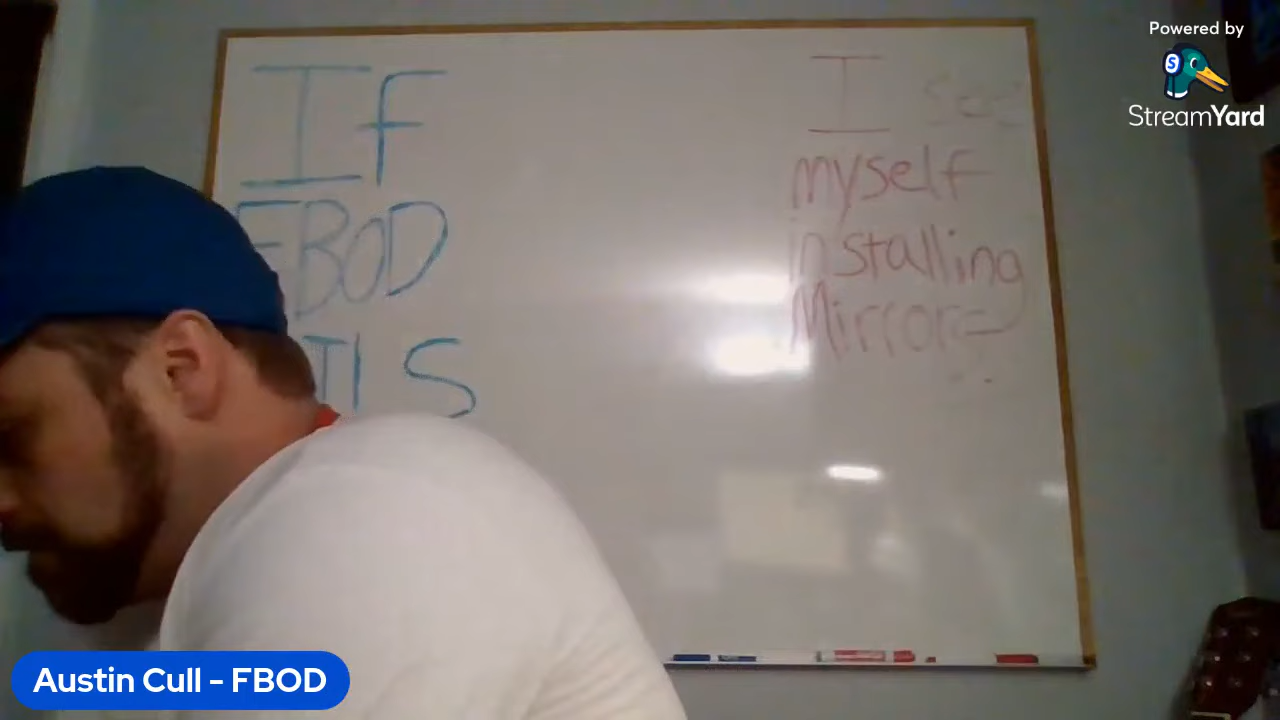 If
FBOD
S
I see
myself
installing
Mirrors
Powered by
StreamYard
Austin Cull - FBOD